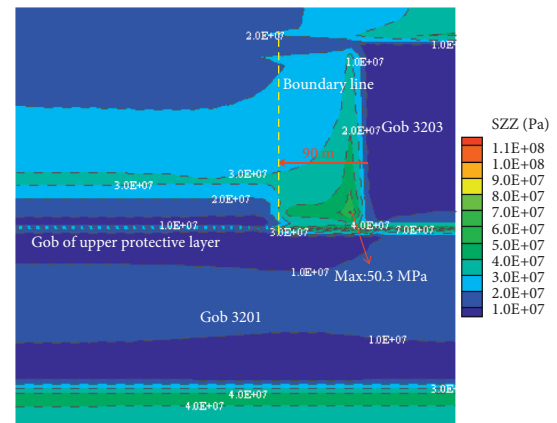 2.0E+07
1.0E+0
1.0E+07
Boundary line
Gob 3203
2.0E+07
90 m
3.0E+07
3.0E+07
2.0E+07
1.0E+07
3.0E+07
4.0E+07
7.0E+07
Gob of upper protective layer
1.0E+07
Max:50.3 MPa
Gob 3201
1.0E+07
3.0E+
4.0E+07
4.0E+07
SZZ (Pa)
1.1E+08
1.0E+08
9.0E+07
8.0E+07
7.0E+07
6.0E+07
5.0E+07
4.0E+07
3.0E+07
2.0E+07
1.0E+07